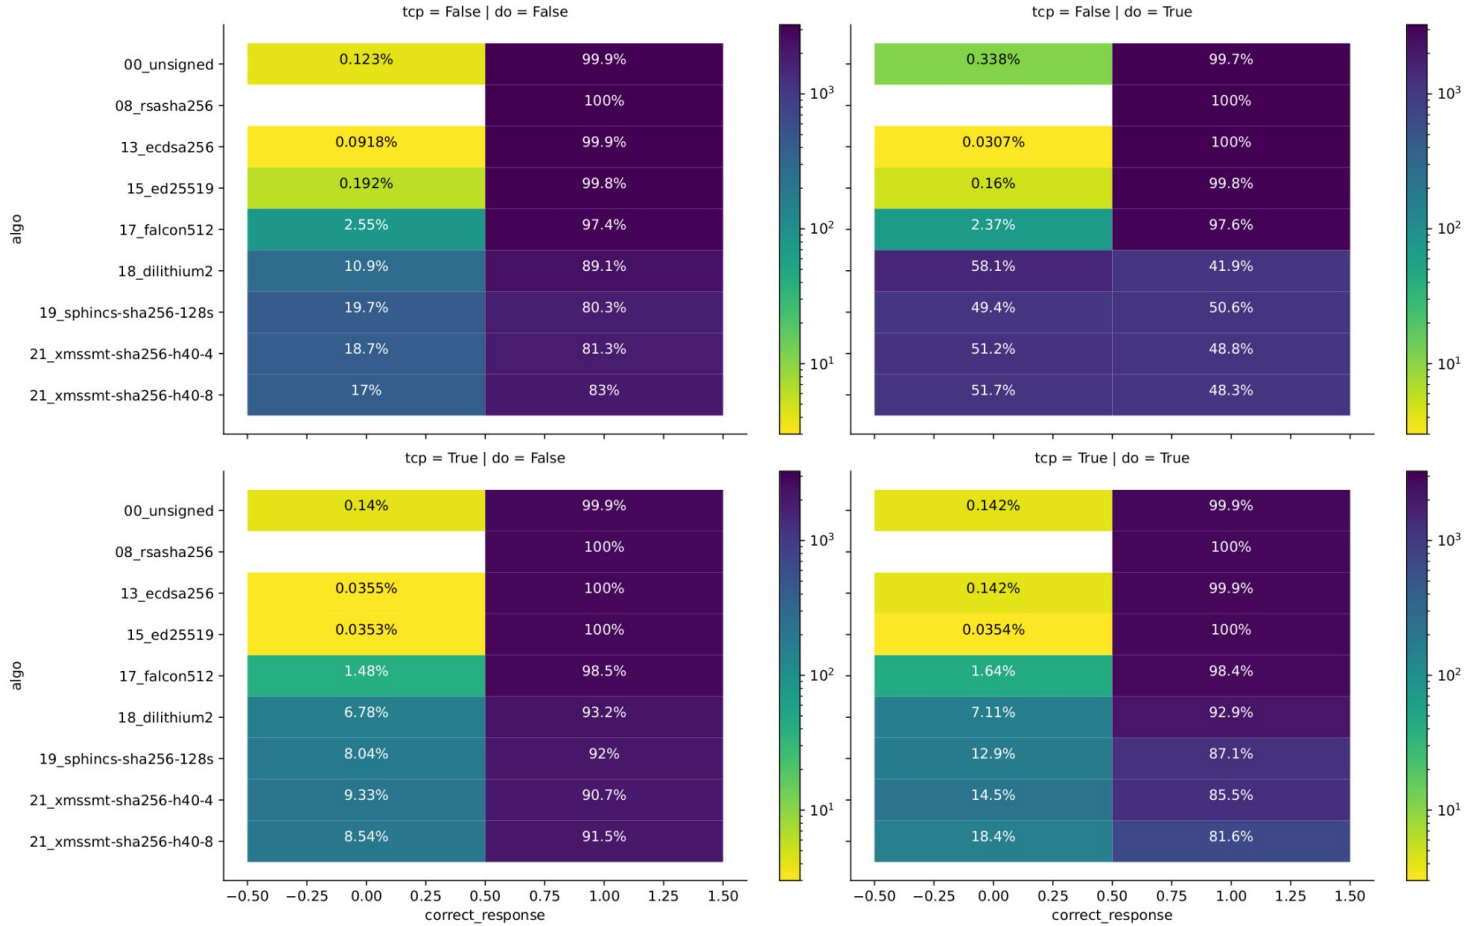 tcp = False | do = False
tcp = False | do = True
algo
00_unsigned 0.123% 99.9% 0.338% 99.7%
08_rsasha256 100% 100%
10³ 10³
13_ecdsa256 0.0918% 99.9% 0.0307% 100%
15_ed25519 0.192% 99.8% 0.16% 99.8%
17_falcon512 2.55% 97.4% 2.37% 97.6%
10² 10²
18_dilithium2 10.9% 89.1% 58.1% 41.9%
19_sphincs-sha256-128s 19.7% 80.3% 49.4% 50.6%
21_xmssmt-sha256-h40-4 18.7% 81.3% 51.2% 48.8%
10¹ 10¹
21_xmssmt-sha256-h40-8 17% 83% 51.7% 48.3%
tcp = True | do = False
tcp = True | do = True
algo
00_unsigned 0.14% 99.9% 0.142% 99.9%
08_rsasha256 100% 100%
10³ 10³
13_ecdsa256 0.0355% 100% 0.142% 99.9%
15_ed25519 0.0353% 100% 0.0354% 100%
17_falcon512 1.48% 98.5% 1.64% 98.4%
10² 10²
18_dilithium2 6.78% 93.2% 7.11% 92.9%
19_sphincs-sha256-128s 8.04% 92% 12.9% 87.1%
21_xmssmt-sha256-h40-4 9.33% 90.7% 14.5% 85.5%
10¹ 10¹
21_xmssmt-sha256-h40-8 8.54% 91.5% 18.4% 81.6%
−0.50 −0.25 0.00 0.25 0.50 0.75 1.00 1.25 1.50
−0.50 −0.25 0.00 0.25 0.50 0.75 1.00 1.25 1.50
correct_response
correct_response